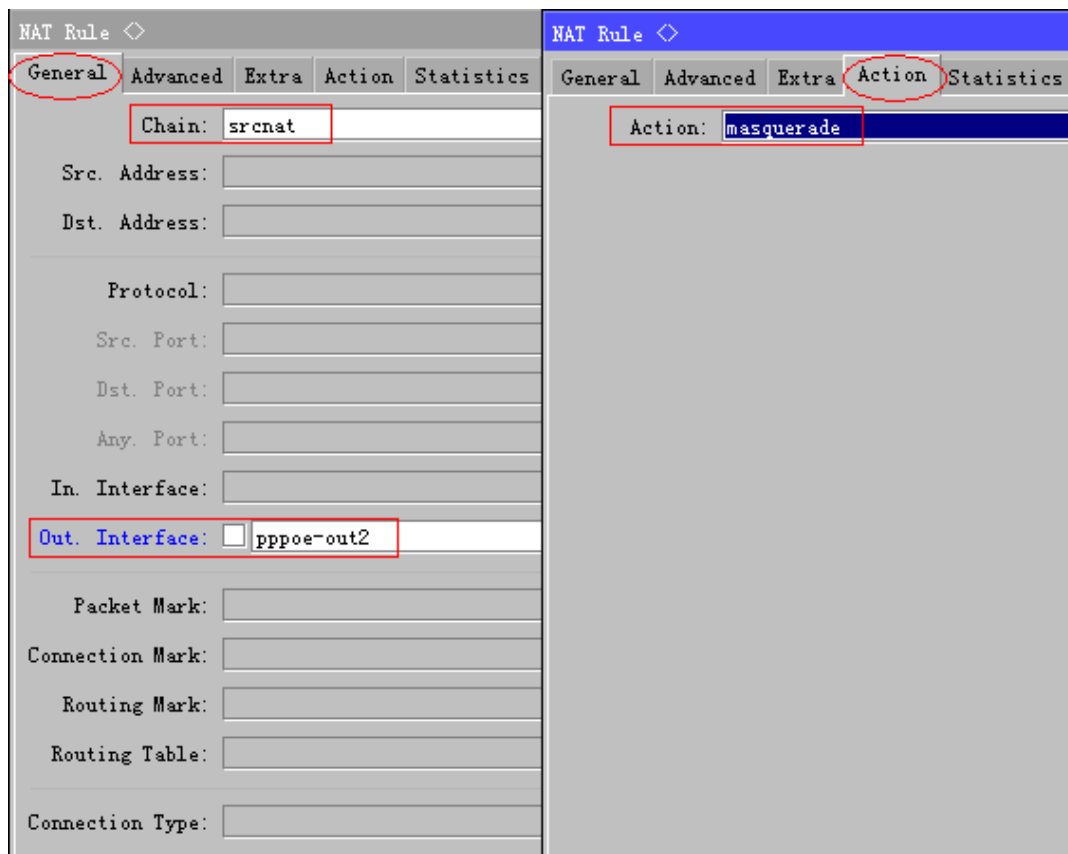 NAT Rule <>
General Advanced Extra Action Statistics
Chain: srcnat
Src. Address:
Dst. Address:
Protocol:
Src. Port:
Dst. Port:
Any. Port:
In. Interface:
Out. Interface: pppoe-out2
Packet Mark:
Connection Mark:
Routing Mark:
Routing Table:
Connection Type:
NAT Rule <>
General Advanced Extra Action Statistics
Action: masquerade